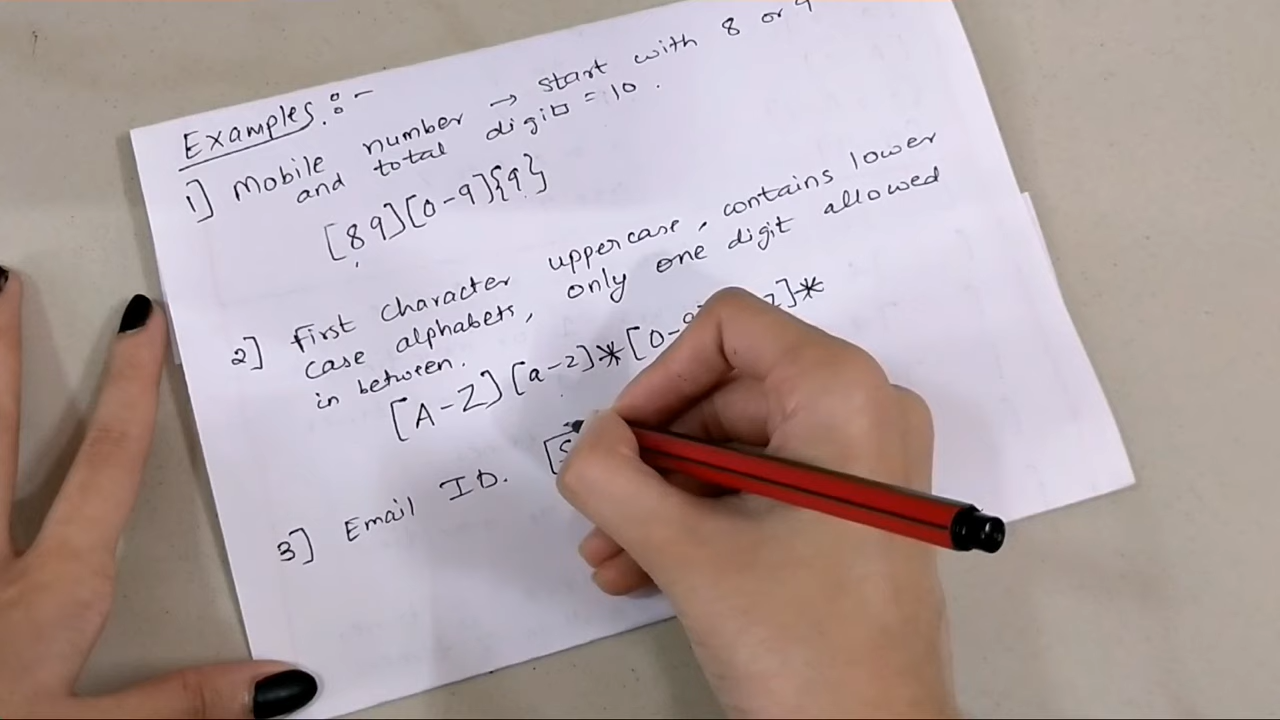 Examples:-
1] Mobile number → start with 8 or 9
and total digits = 10.
[89][0-9]{9}
2] First character uppercase, contains lower
case alphabets, only one digit allowed
in between.
[A-Z][a-z]*[0-9 z]*
3] Email ID. [